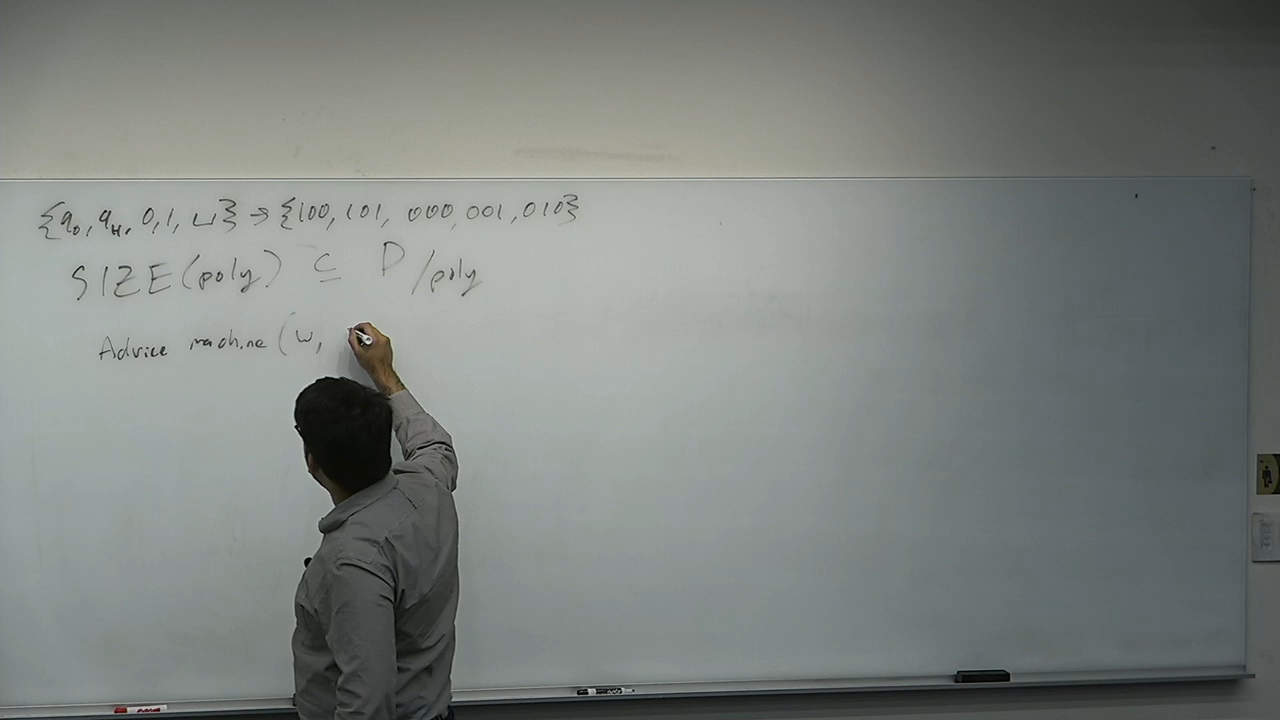 {q₀, q_H, 0, 1, ⊔} → {100, 101, 000, 001, 010}
SIZE(poly) ⊆ P/poly
Advice machine (w,